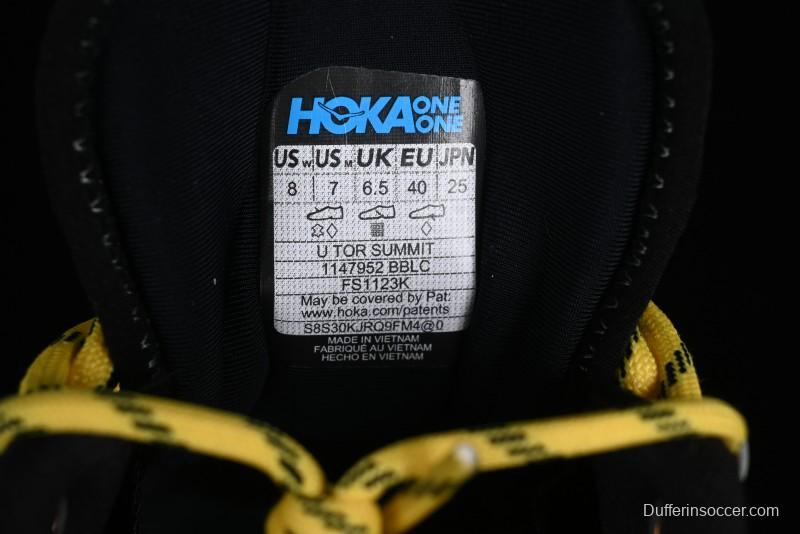 HOKA ONE ONE
US W US M UK EU JPN
8 7 6.5 40 25
U TOR SUMMIT
1147952 BBLC
FS1123K
May be covered by Pat:
www.hoka.com/patents
S8S30KJRQ9FM4@0
MADE IN VIETNAM
FABRIQUÉ AU VIETNAM
HECHO EN VIETNAM
Dufferinsoccer.com